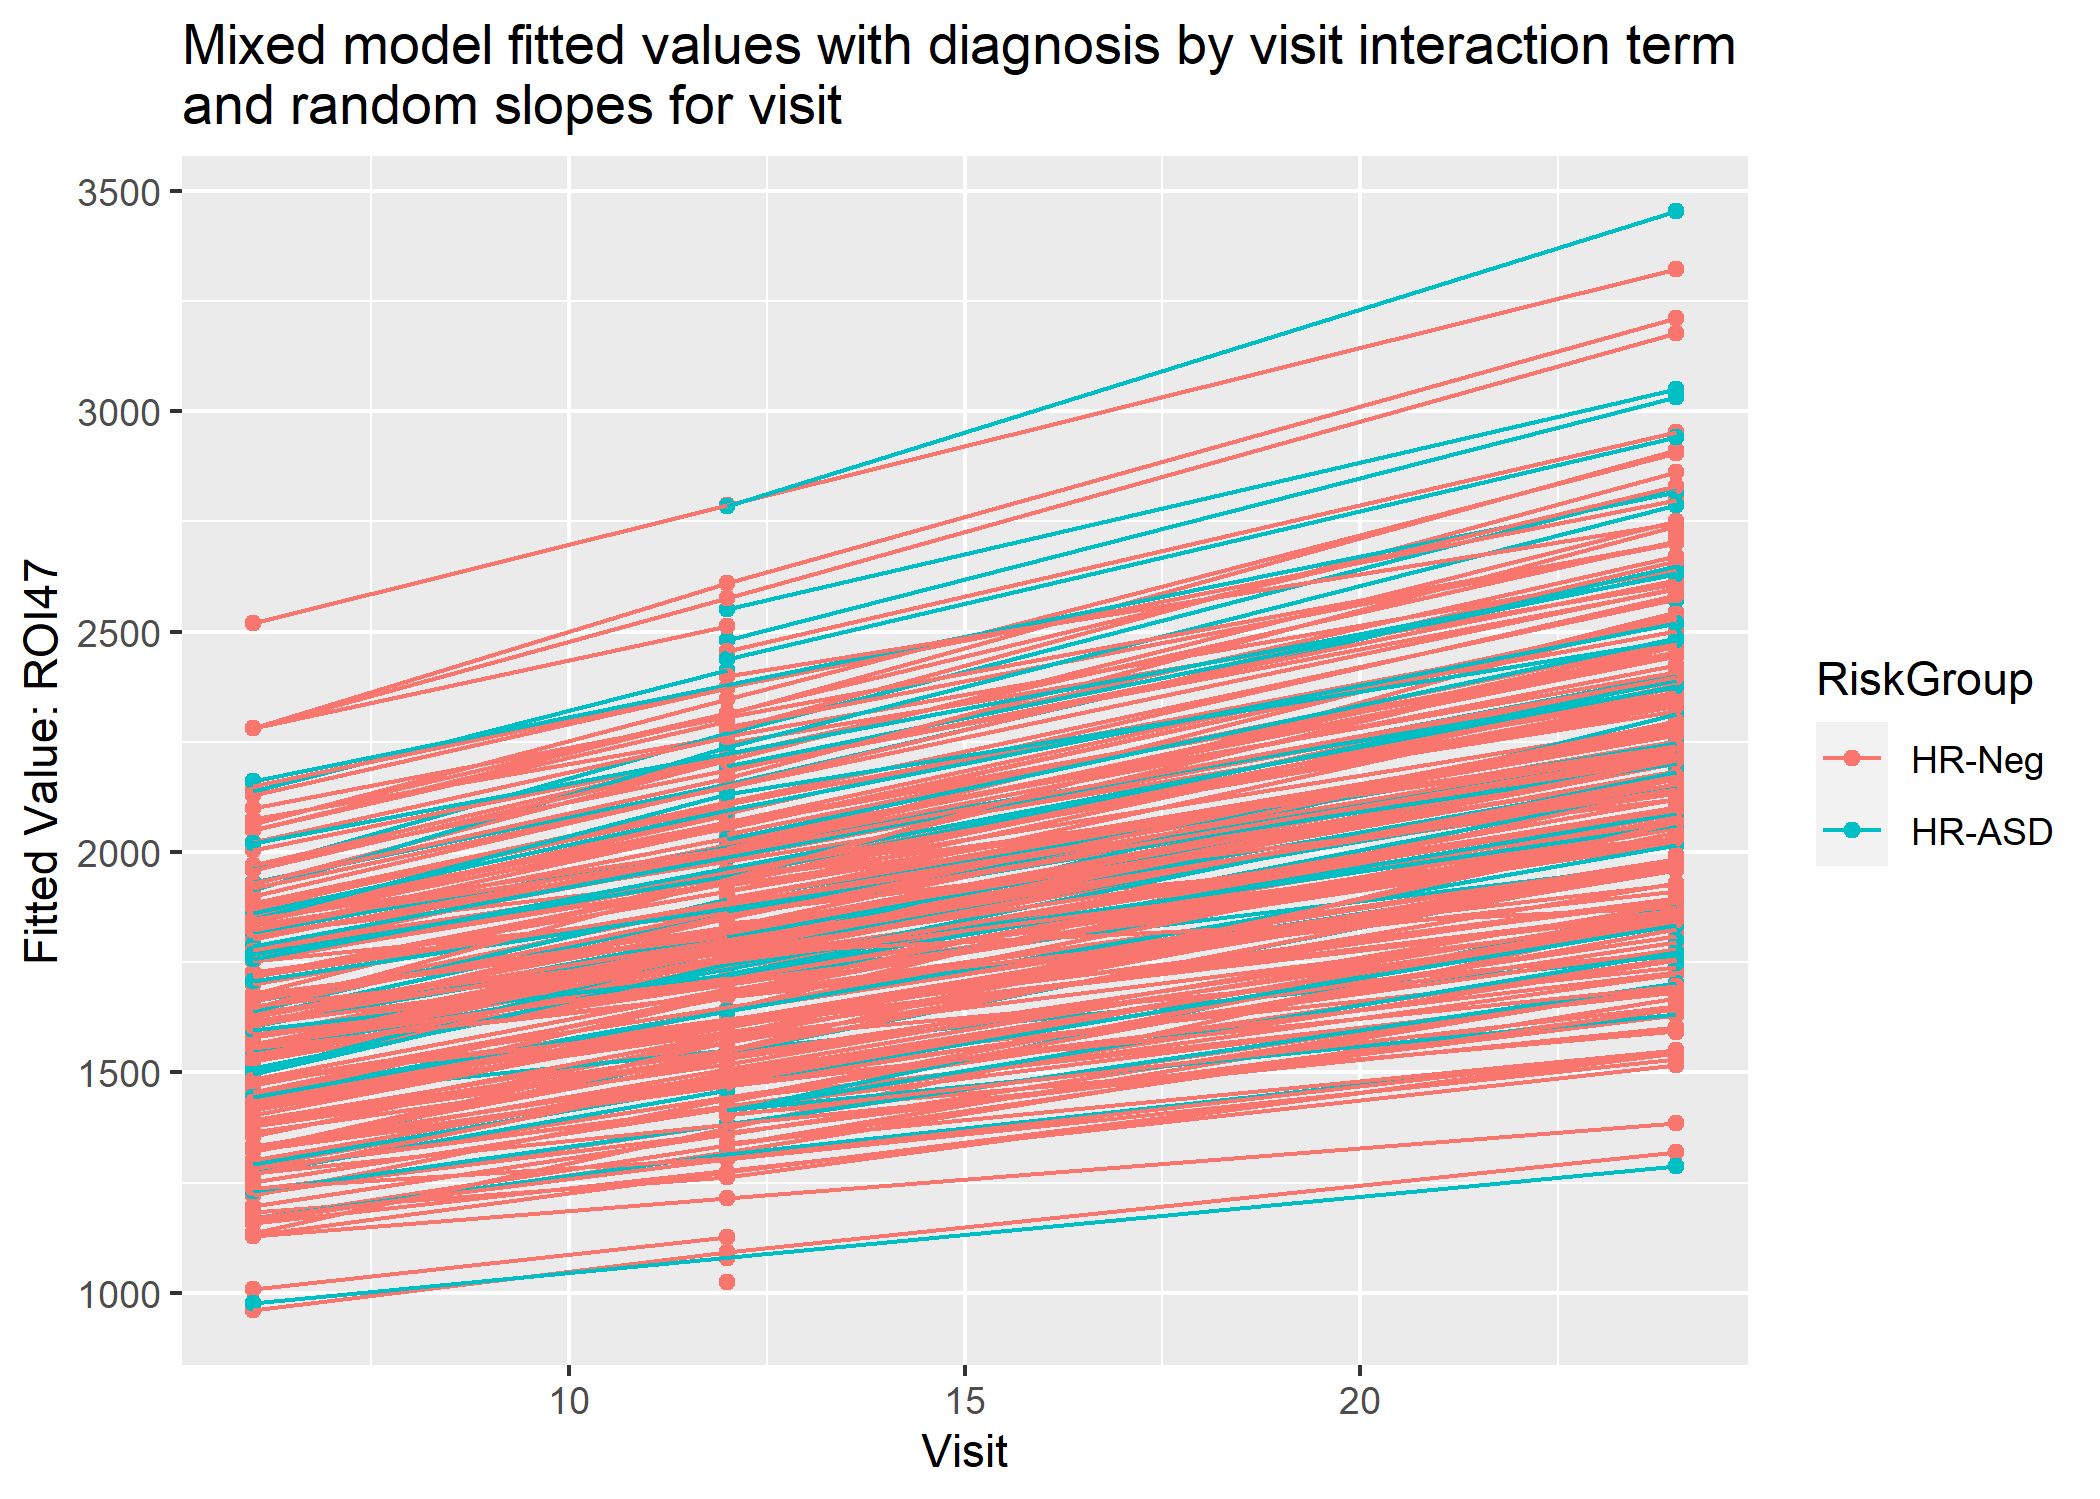 Mixed model fitted values with diagnosis by visit interaction term
and random slopes for visit
3500
3000
2500
2000
1500
1000
Fitted Value: ROI47
10
15
20
Visit
RiskGroup
HR-Neg
HR-ASD